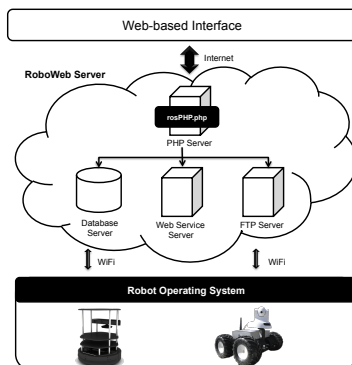 Web-based Interface
Internet
RoboWeb Server
rosPHP.php
PHP Server
Database
Server
Web Service
Server
FTP Server
WiFi
WiFi
Robot Operating System